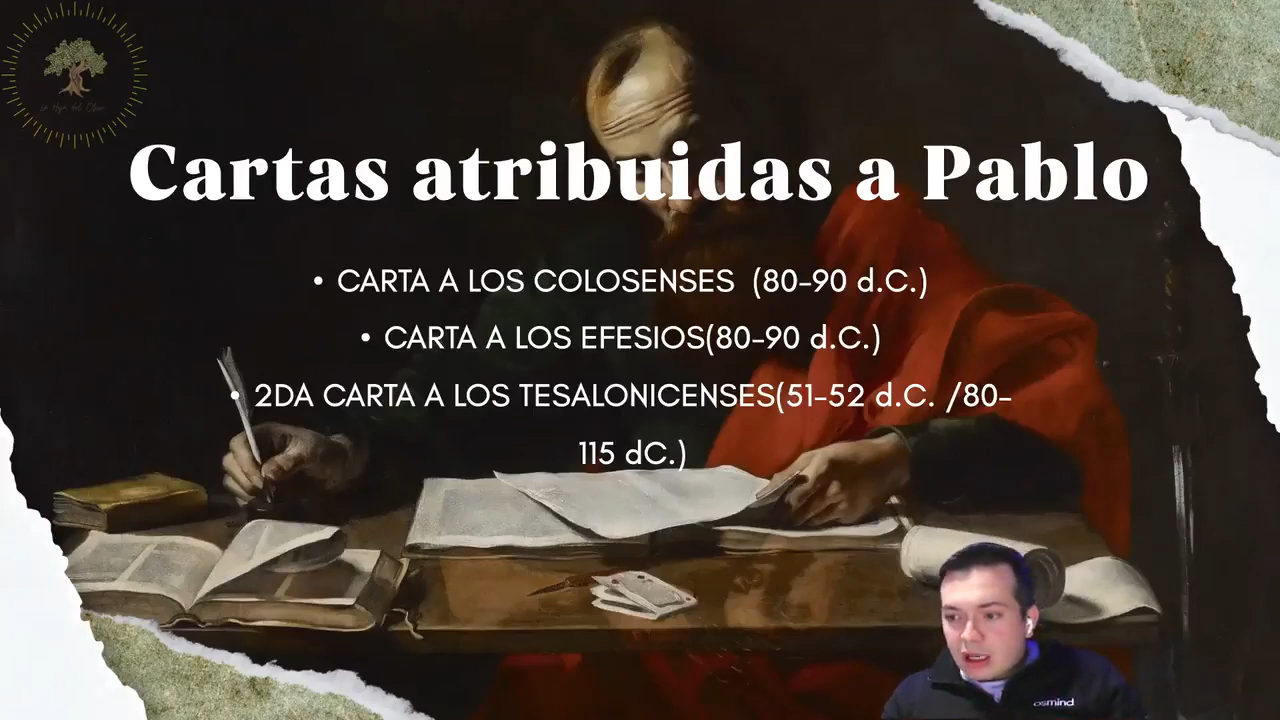 Cartas atribuidas a Pablo
• CARTA A LOS COLOSENSES (80-90 d.C.)
• CARTA A LOS EFESIOS(80-90 d.C.)
• 2DA CARTA A LOS TESALONICENSES(51-52 d.C. /80-
115 dC.)
osmind